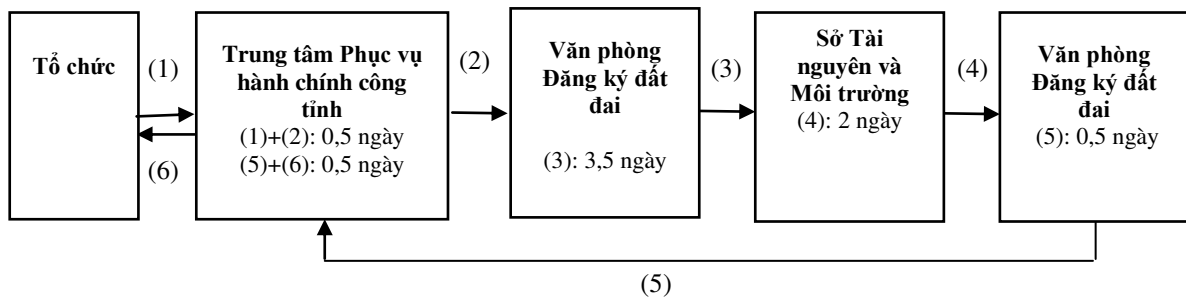 Tổ chức
(1)
(6)
Trung tâm Phục vụ
hành chính công
tỉnh
(1)+(2): 0,5 ngày
(5)+(6): 0,5 ngày
(2)
Văn phòng
Đăng ký đất
đai
(3): 3,5 ngày
(3)
Sở Tài
nguyên và
Môi trường
(4): 2 ngày
(4)
Văn phòng
Đăng ký đất
đai
(5): 0,5 ngày
(5)